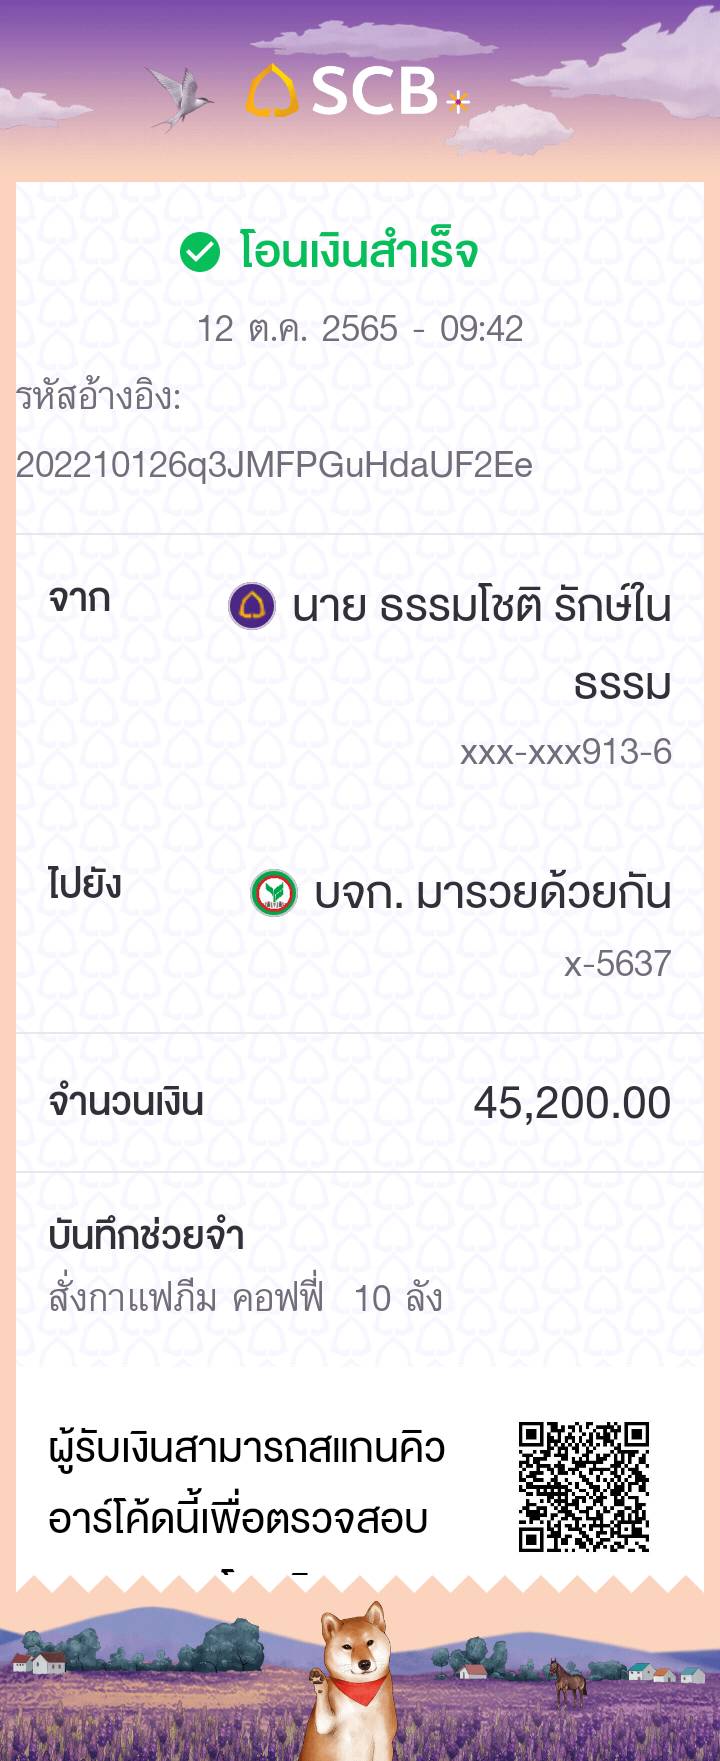 SCB
โอนเงินสำเร็จ
12 ต.ค. 2565 - 09:42
รหัสอ้างอิง:
202210126q3JMFPGuHdaUF2Ee
จาก
นาย ธรรมโชติ รักษ์ใน
ธรรม
xxx-xxx913-6
ไปยัง
บจก. มารวยด้วยกัน
x-5637
จำนวนเงิน
45,200.00
บันทึกช่วยจำ
สั่งกาแฟภีม คอฟฟี่ 10 ลัง
ผู้รับเงินสามารถสแกนคิว
อาร์โค้ดนี้เพื่อตรวจสอบ